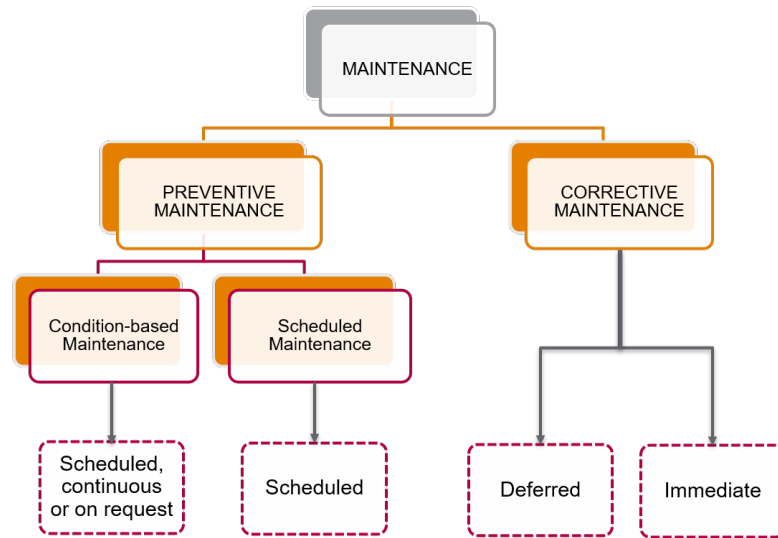 MAINTENANCE
PREVENTIVE
MAINTENANCE
CORRECTIVE
MAINTENANCE
Condition-based
Maintenance
Scheduled
Maintenance
Scheduled,
continuous
or on request
Scheduled
Deferred
Immediate